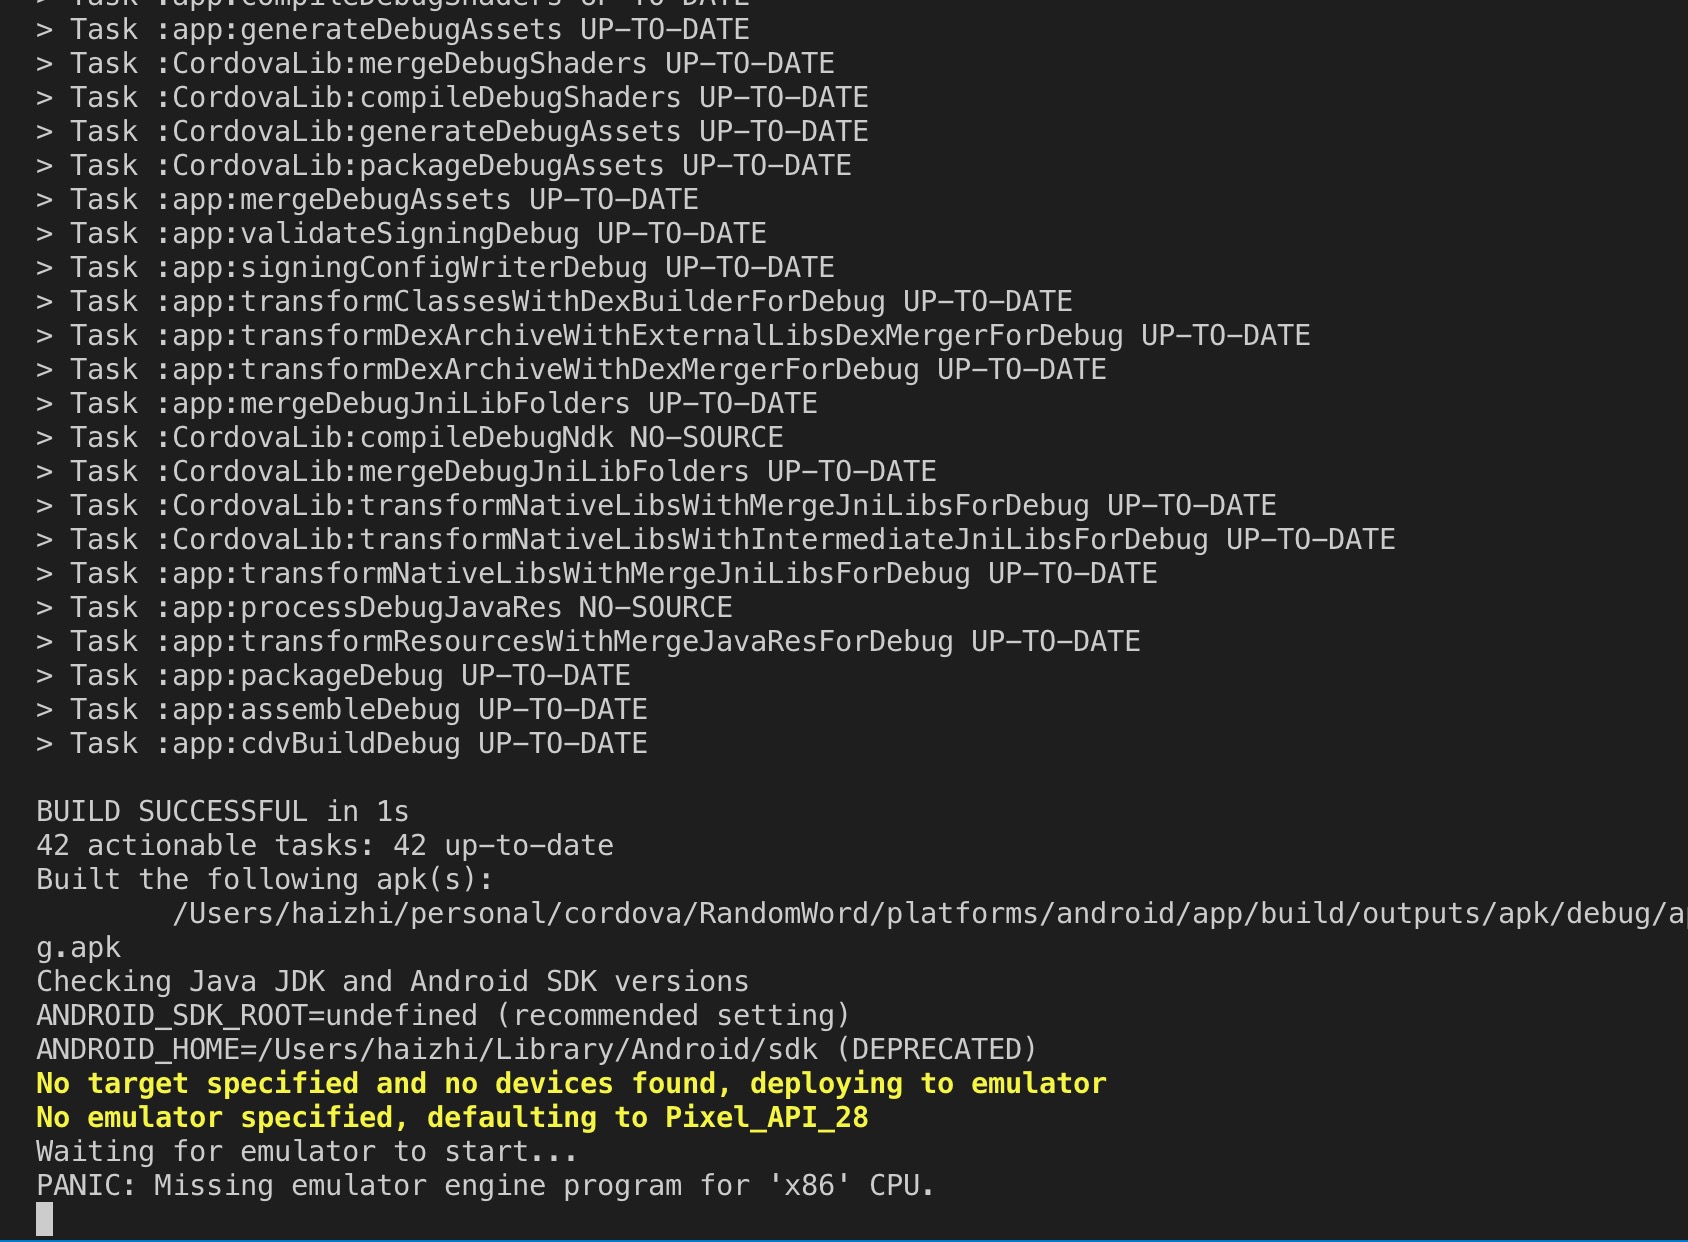 > Task :app:compileDebugShaders UP-TO-DATE
> Task :app:generateDebugAssets UP-TO-DATE
> Task :CordovaLib:mergeDebugShaders UP-TO-DATE
> Task :CordovaLib:compileDebugShaders UP-TO-DATE
> Task :CordovaLib:generateDebugAssets UP-TO-DATE
> Task :CordovaLib:packageDebugAssets UP-TO-DATE
> Task :app:mergeDebugAssets UP-TO-DATE
> Task :app:validateSigningDebug UP-TO-DATE
> Task :app:signingConfigWriterDebug UP-TO-DATE
> Task :app:transformClassesWithDexBuilderForDebug UP-TO-DATE
> Task :app:transformDexArchiveWithExternalLibsDexMergerForDebug UP-TO-DATE
> Task :app:transformDexArchiveWithDexMergerForDebug UP-TO-DATE
> Task :app:mergeDebugJniLibFolders UP-TO-DATE
> Task :CordovaLib:compileDebugNdk NO-SOURCE
> Task :CordovaLib:mergeDebugJniLibFolders UP-TO-DATE
> Task :CordovaLib:transformNativeLibsWithMergeJniLibsForDebug UP-TO-DATE
> Task :CordovaLib:transformNativeLibsWithIntermediateJniLibsForDebug UP-TO-DATE
> Task :app:transformNativeLibsWithMergeJniLibsForDebug UP-TO-DATE
> Task :app:processDebugJavaRes NO-SOURCE
> Task :app:transformResourcesWithMergeJavaResForDebug UP-TO-DATE
> Task :app:packageDebug UP-TO-DATE
> Task :app:assembleDebug UP-TO-DATE
> Task :app:cdvBuildDebug UP-TO-DATE
BUILD SUCCESSFUL in 1s
42 actionable tasks: 42 up-to-date
Built the following apk(s):
/Users/haizhi/personal/cordova/RandomWord/platforms/android/app/build/outputs/apk/debug/ap
g.apk
Checking Java JDK and Android SDK versions
ANDROID_SDK_ROOT=undefined (recommended setting)
ANDROID_HOME=/Users/haizhi/Library/Android/sdk (DEPRECATED)
No target specified and no devices found, deploying to emulator
No emulator specified, defaulting to Pixel_API_28
Waiting for emulator to start...
PANIC: Missing emulator engine program for 'x86' CPU.